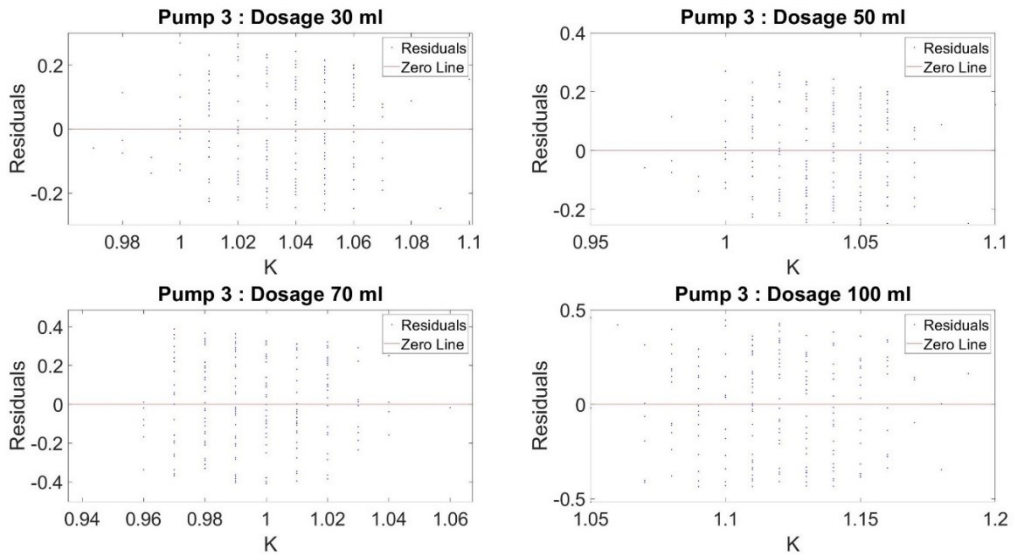 Pump 3 : Dosage 30 ml
Residuals
0.2
0
-0.2
Residuals
Zero Line
0.98 1 1.02 1.04 1.06 1.08 1.1
K
Pump 3 : Dosage 50 ml
Residuals
0.4
0.2
0
-0.2
Residuals
Zero Line
0.95 1 1.05 1.1
K
Pump 3 : Dosage 70 ml
Residuals
0.4
0.2
0
-0.2
-0.4
Residuals
Zero Line
0.94 0.96 0.98 1 1.02 1.04 1.06
K
Pump 3 : Dosage 100 ml
Residuals
0.5
0
-0.5
Residuals
Zero Line
1.05 1.1 1.15 1.2
K